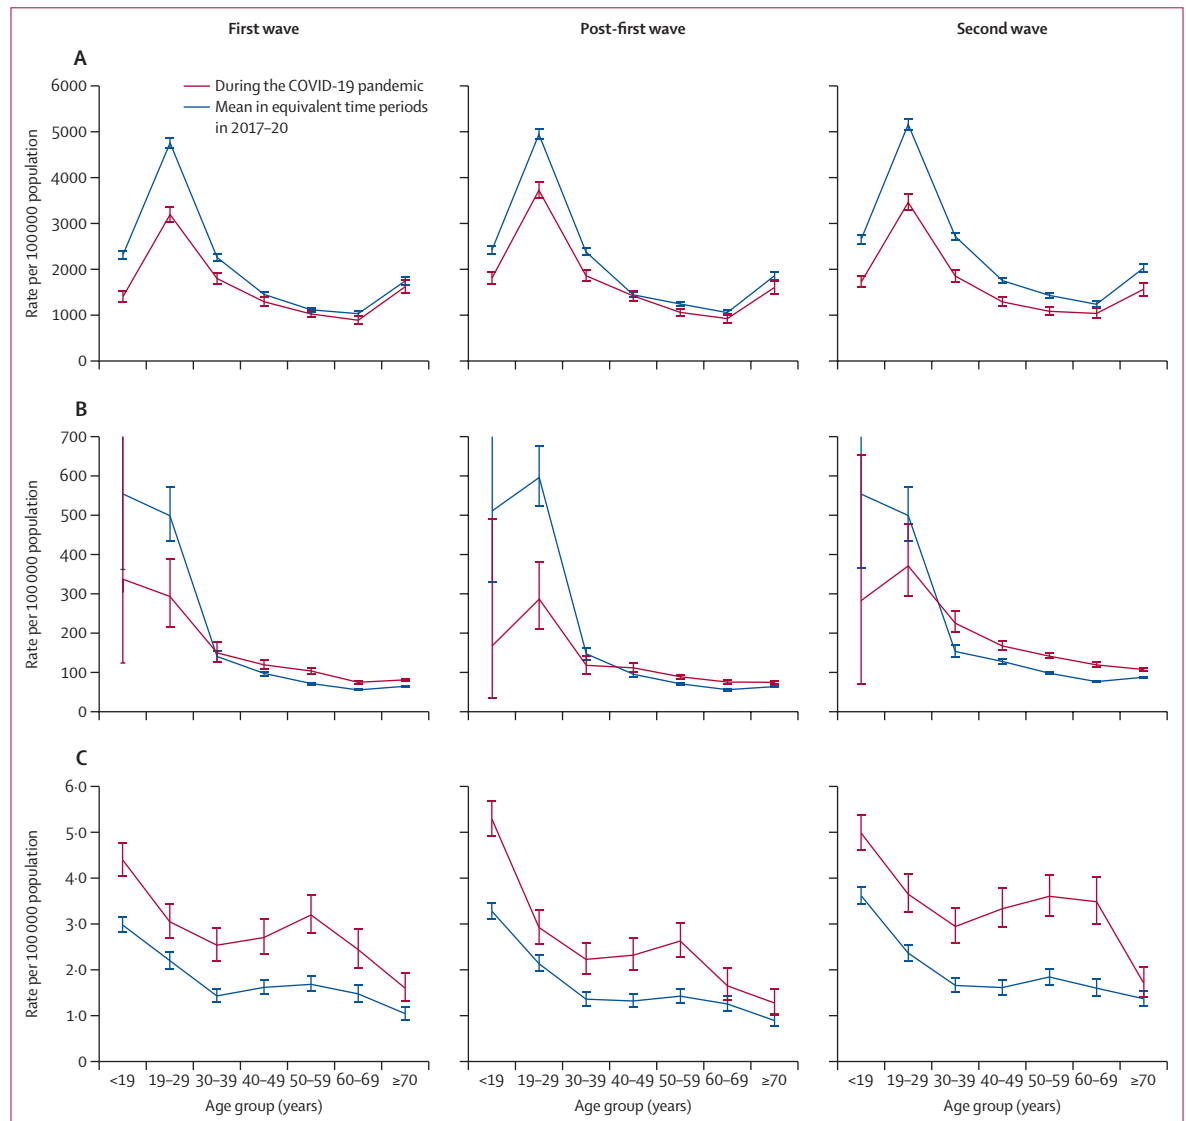 First wave Post-first wave Second wave
A
During the COVID-19 pandemic
Mean in equivalent time periods
in 2017–20
Rate per 100 000 population
6000
5000
4000
3000
2000
1000
0
B
Rate per 100 000 population
700
600
500
400
300
200
100
0
C
Rate per 100 000 population
6·0
5·0
4·0
3·0
2·0
1·0
0
<19 19–29 30–39 40–49 50–59 60–69 ≥70 <19 19–29 30–39 40–49 50–59 60–69 ≥70 <19 19–29 30–39 40–49 50–59 60–69 ≥70
Age group (years) Age group (years) Age group (years)